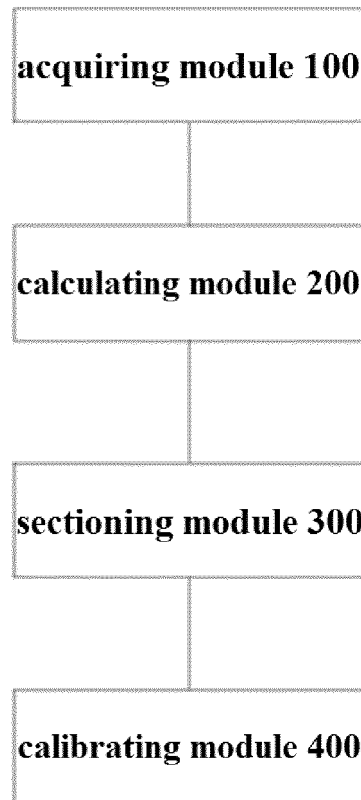 acquiring module 100
calculating module 200
sectioning module 300
calibrating module 400